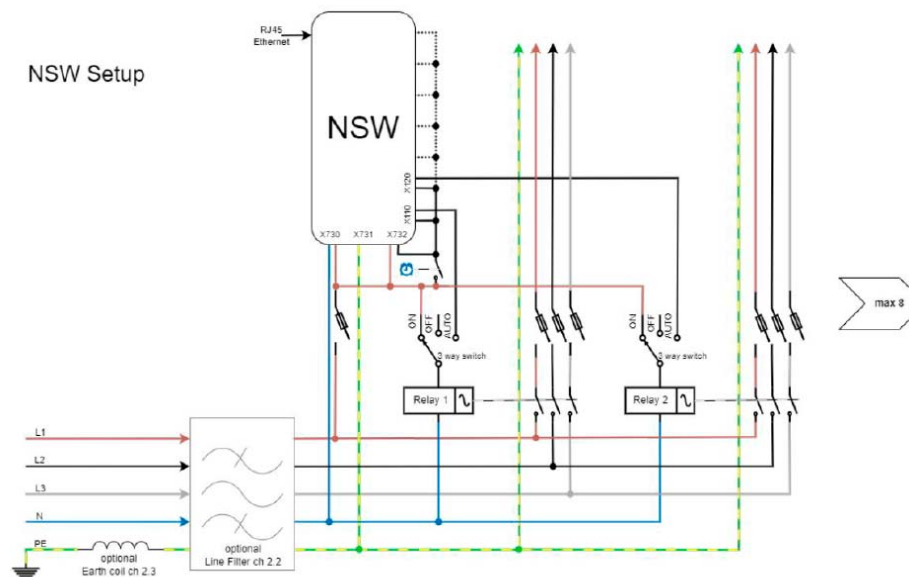 RJ45
Ethernet
NSW Setup
NSW
X120
X110
X730
X731
X732
ON
OFF
AUTO
3 way switch
Relay 1
ON
OFF
AUTO
3 way switch
Relay 2
max 8
L1
L2
L3
N
PE
optional
Earth coil ch 2.3
optional
Line Filter ch 2.2